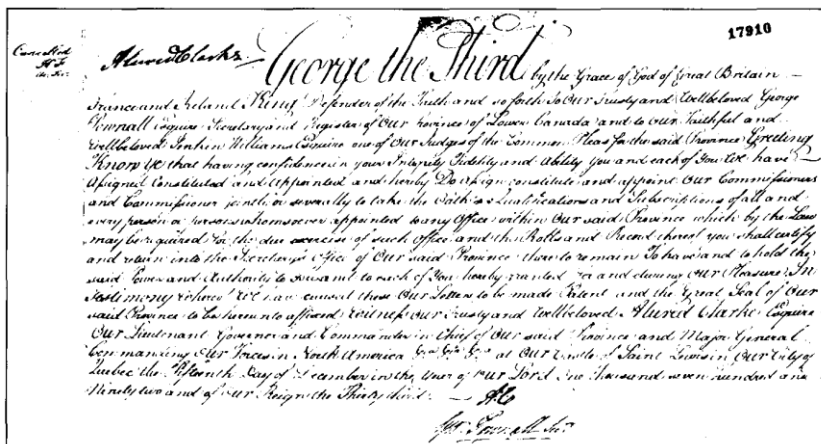 17910
Cancelled
Alured Clarke
George the Third by the Grace of God of Great Britain
France and Ireland King Defender of the Faith and so forth To Our Trusty and Wellbeloved George
Pownall Esquire Secretary and Register of Our Province of Lower Canada and to our Faithful and
Wellbeloved Jenkin Williams Esquire one of our Judges of the Common Pleas for the said Province Greeting
Know Ye that having confidence in your Integrity Fidelity and Ability You and each of You We have
Assigned Constituted and Appointed and hereby Do Assign constitute and appoint Our Commissioners
and Commissioner jointly or severally to take the Oaths Qualifications and Subscriptions of all and
every person or persons whomsoever appointed to any Office within Our said Province which by the Law
may be required for the due exercise of such Office and the Rolls and Record thereof you shall certify
and return into the Secretarys Office of Our said Province there to remain To have and to hold the
said Power and Authority to you and to each of You hereby granted for and during Our Pleasure In
Testimony whereof We have caused these Our Letters to be made Patent and the Great Seal of Our
said Province to be hereunto affixed Witness Our Trusty and Wellbeloved Alured Clarke Esquire
Our Lieutenant Governor and Commander in Chief of Our said Province and Major General
Commanding Our Forces in North America at Our Castle of Saint Lewis in Our City of
Quebec the Fifteenth Day of December in the Year of Our Lord One thousand seven hundred and
Ninety two and of our Reign the Thirty third. A.C
Geo: Pownall Secy